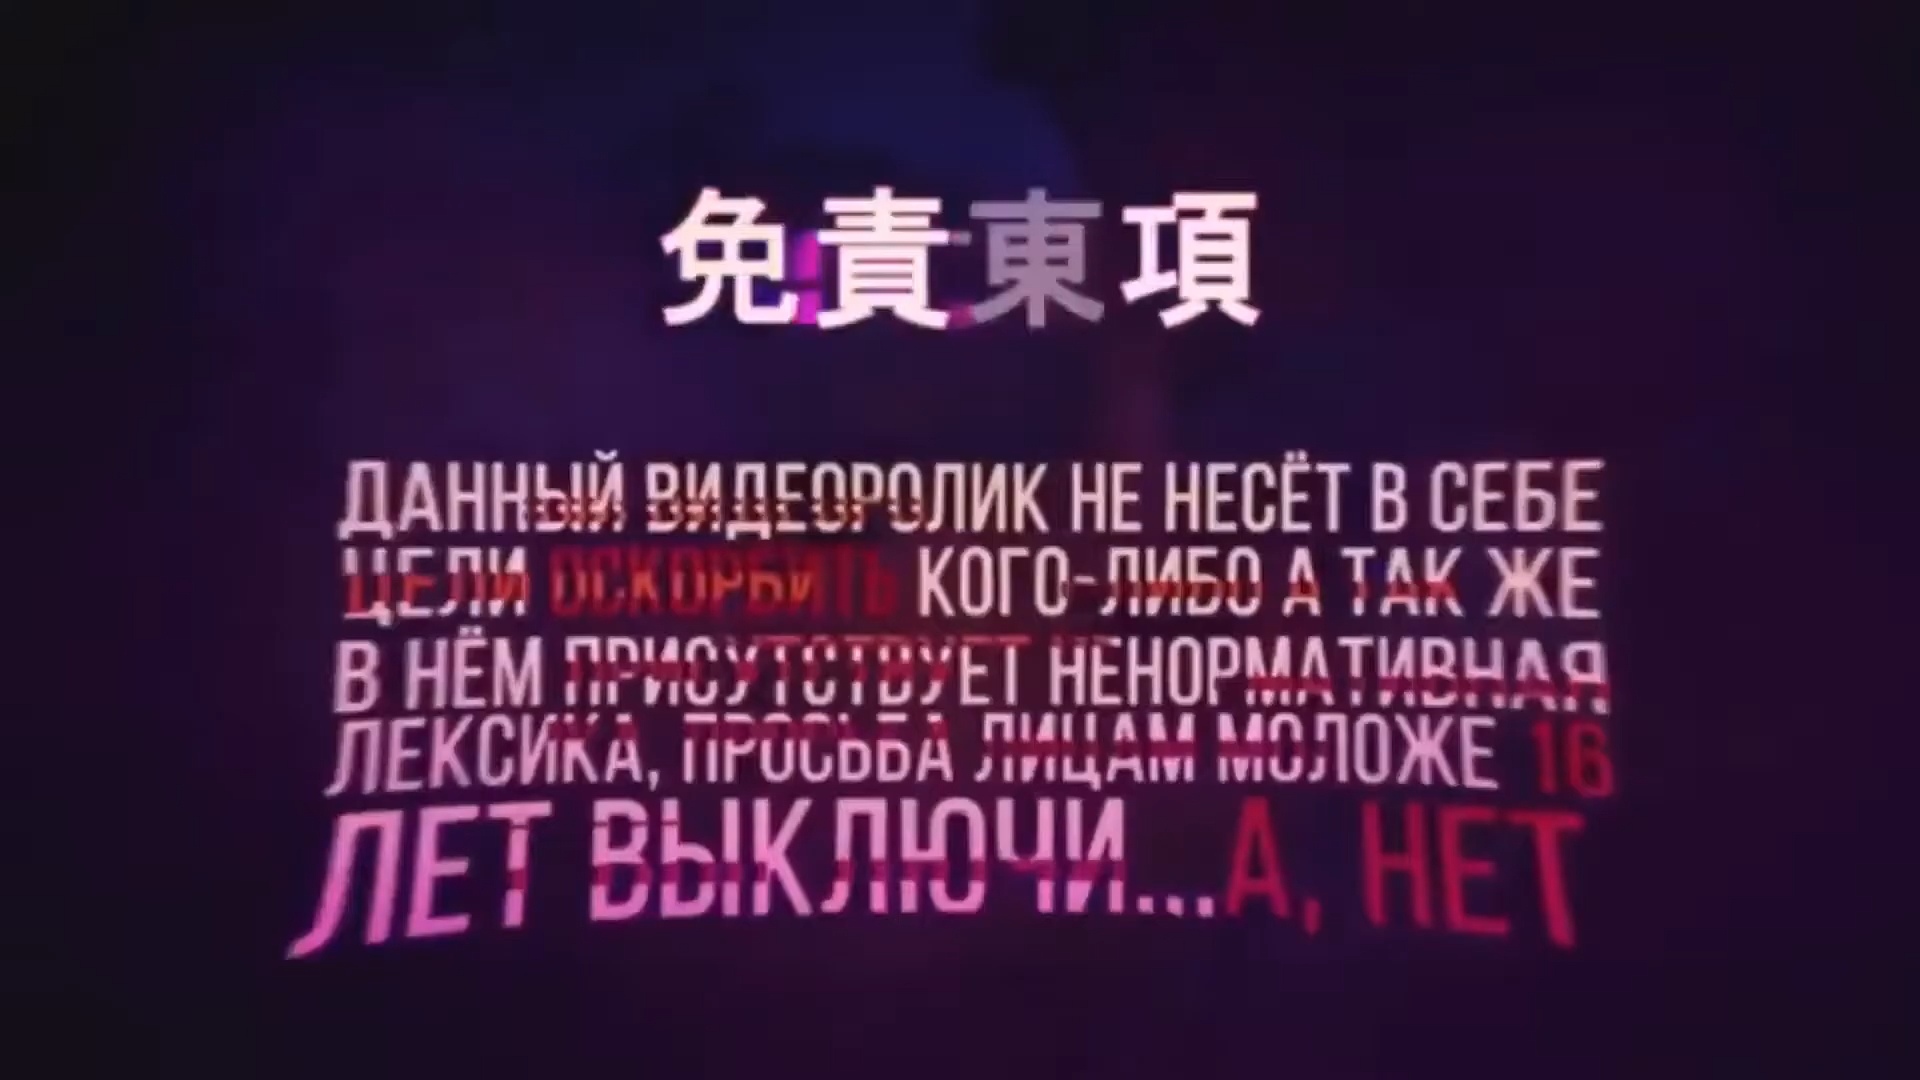 免責東項
ДАННЫЙ ВИДЕОРОЛИК НЕ НЕСЁТ В СЕБЕ
ЦЕЛИ ОСКОРБИТЬ КОГО-ЛИБО А ТАК ЖЕ
В НЁМ ПРИСУТСТВУЕТ НЕНОРМАТИВНАЯ
ЛЕКСИКА, ПРОСЬБА ЛИЦАМ МОЛОЖЕ 16
ЛЕТ ВЫКЛЮЧИ...А, НЕТ